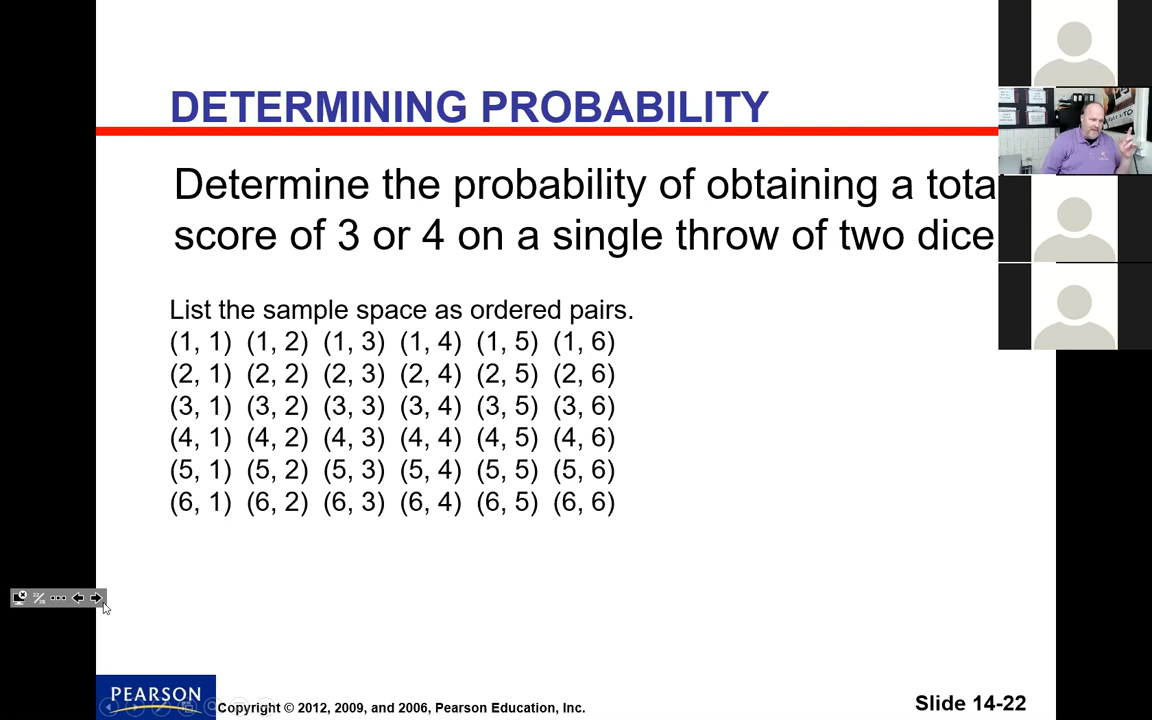 DETERMINING PROBABILITY
Determine the probability of obtaining a tota
score of 3 or 4 on a single throw of two dice
List the sample space as ordered pairs.
(1, 1) (1, 2) (1, 3) (1, 4) (1, 5) (1, 6)
(2, 1) (2, 2) (2, 3) (2, 4) (2, 5) (2, 6)
(3, 1) (3, 2) (3, 3) (3, 4) (3, 5) (3, 6)
(4, 1) (4, 2) (4, 3) (4, 4) (4, 5) (4, 6)
(5, 1) (5, 2) (5, 3) (5, 4) (5, 5) (5, 6)
(6, 1) (6, 2) (6, 3) (6, 4) (6, 5) (6, 6)
PEARSON
Copyright © 2012, 2009, and 2006, Pearson Education, Inc.
Slide 14-22